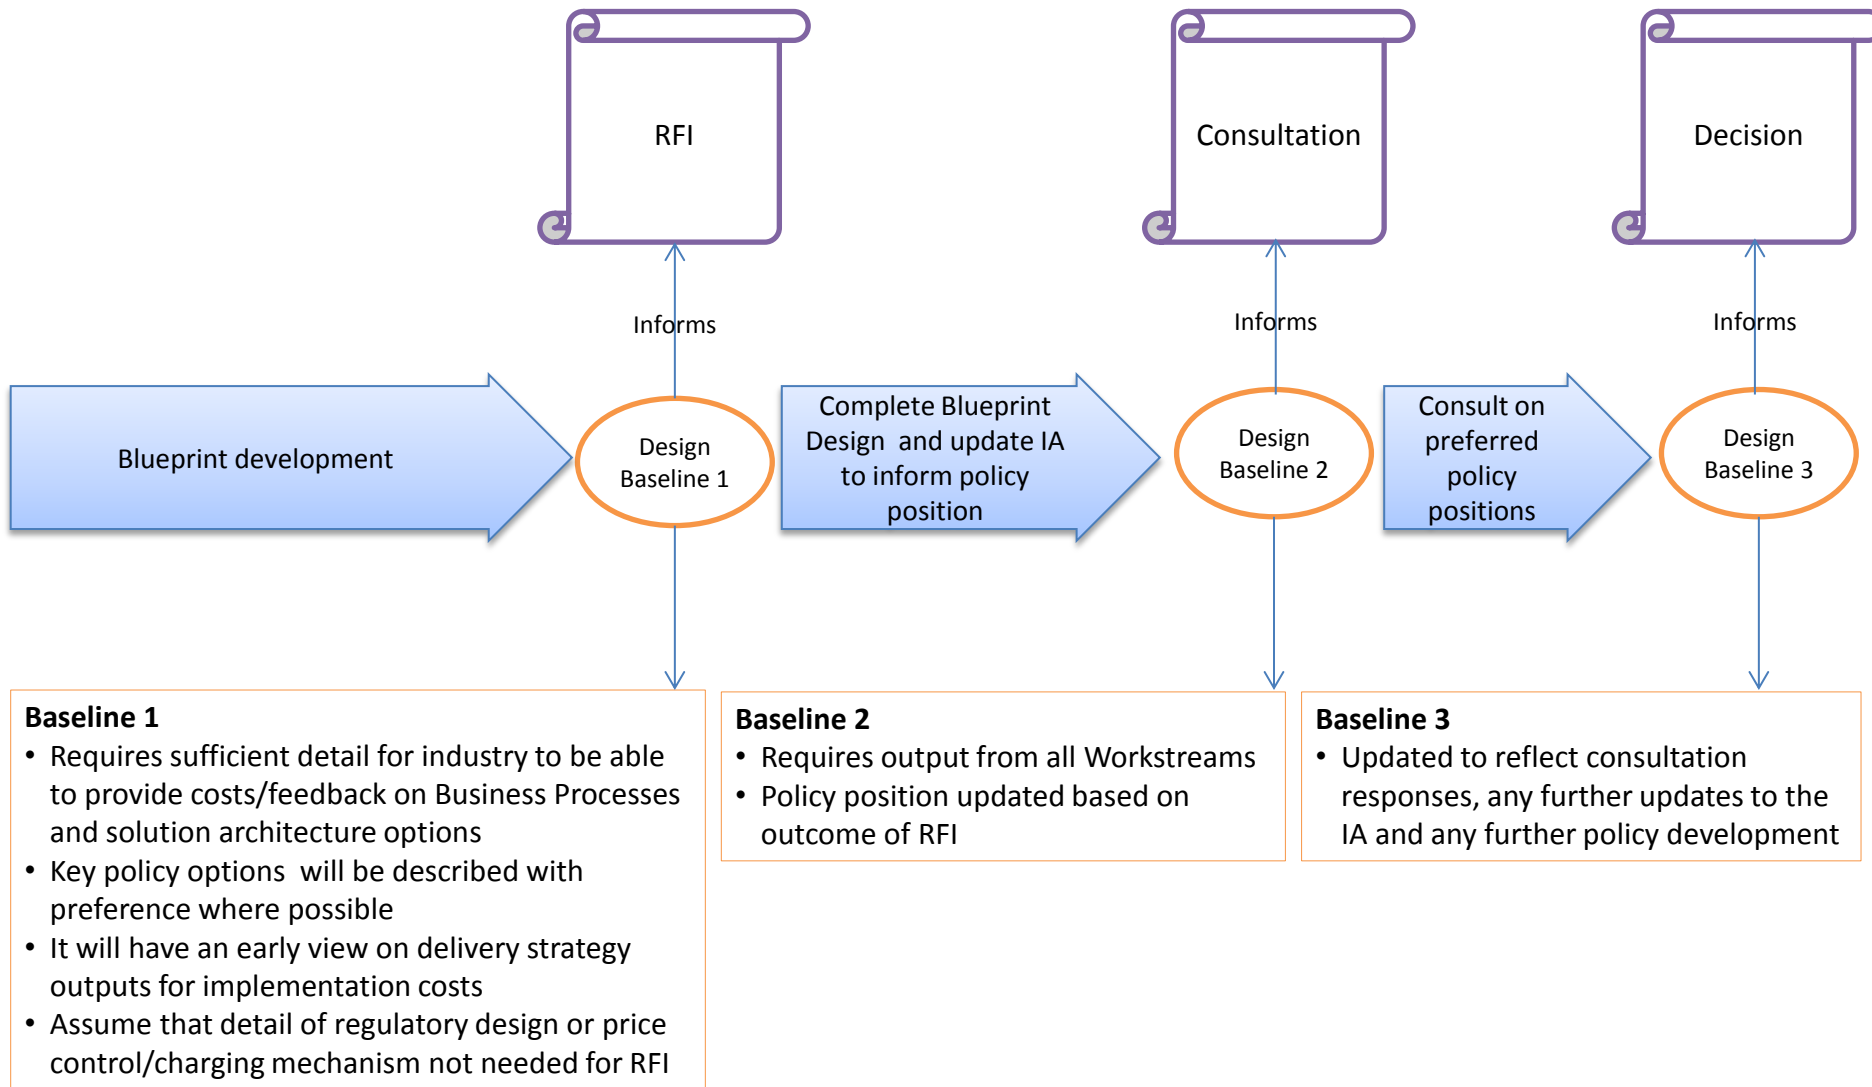 RFI
Consultation
Decision
Informs
Informs
Informs
Blueprint development
Design
Baseline 1
Complete Blueprint
Design and update IA
to inform policy
position
Design
Baseline 2
Consult on
preferred
policy
positions
Design
Baseline 3
Baseline 1
• Requires sufficient detail for industry to be able
to provide costs/feedback on Business Processes
and solution architecture options
• Key policy options will be described with
preference where possible
• It will have an early view on delivery strategy
outputs for implementation costs
• Assume that detail of regulatory design or price
control/charging mechanism not needed for RFI
Baseline 2
• Requires output from all Workstreams
• Policy position updated based on
outcome of RFI
Baseline 3
• Updated to reflect consultation
responses, any further updates to the
IA and any further policy development